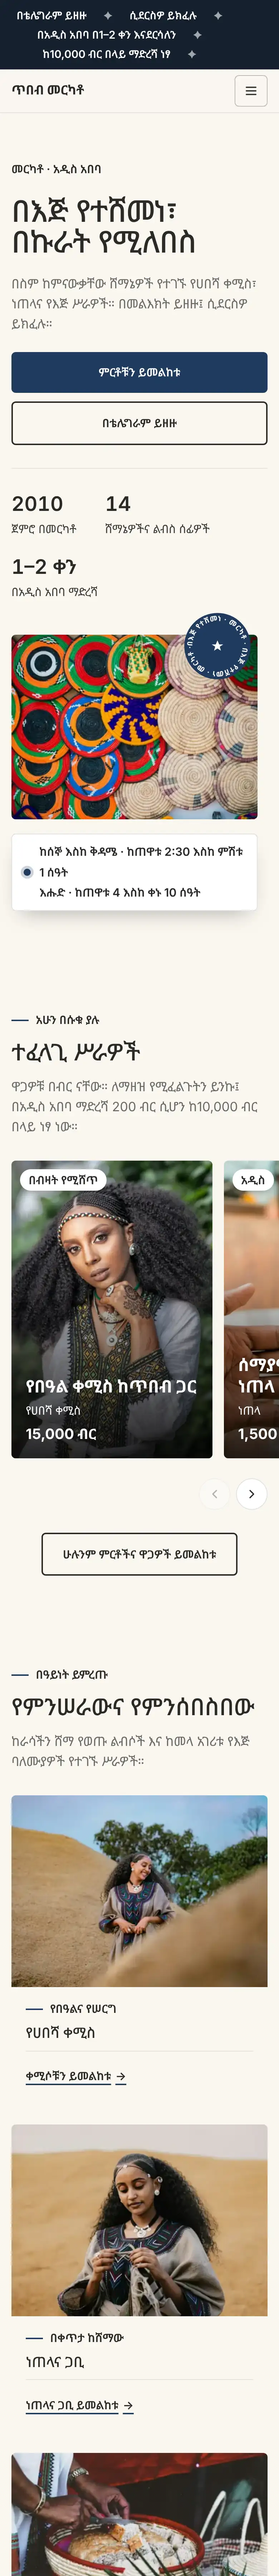 በቴሌግራም ይዘዙ ✦ ሲደርስዎ ይክፈሉ ✦
በአዲስ አበባ በ1–2 ቀን እናደርሳለን ✦
ከ10,000 ብር በላይ ማድረሻ ነፃ ✦
ጥበብ መርካቶ
መርካቶ · አዲስ አበባ
በእጅ የተሸመነ፣
በኩራት የሚለበስ
በስም ከምናውቃቸው ሸማኔዎች የተገኙ የሀበሻ ቀሚስ፣
ነጠላና የእጅ ሥራዎች። በመልእክት ይዘዙ፤ ሲደርስዎ
ይክፈሉ።
ምርቶቹን ይመልከቱ
በቴሌግራም ይዘዙ
2010
ጀምሮ በመርካቶ
14
ሸማኔዎችና ልብስ ሰፊዎች
1–2 ቀን
በአዲስ አበባ ማድረሻ
ከሰኞ እስከ ቅዳሜ · ከጠዋቱ 2:30 እስከ ምሽቱ
1 ሰዓት
እሑድ · ከጠዋቱ 4 እስከ ቀኑ 10 ሰዓት
አሁን በሱቁ ያሉ
ተፈላጊ ሥራዎች
ዋጋዎቹ በብር ናቸው። ለማዘዝ የሚፈልጉትን ይንኩ፤
በአዲስ አበባ ማድረሻ 200 ብር ሲሆን ከ10,000 ብር
በላይ ነፃ ነው።
በብዛት የሚሸጥ
የበዓል ቀሚስ ከጥበብ ጋር
የሀበሻ ቀሚስ
15,000 ብር
አዲስ
ነጠላ
ነጠላ
1,500
ሁሉንም ምርቶችና ዋጋዎች ይመልከቱ
በዓይነት ይምረጡ
የምንሠራውና የምንሰበስበው
ከራሳችን ሸማ የወጡ ልብሶች እና ከመላ አገሪቱ የእጅ
ባለሙያዎች የተገኙ ሥራዎች።
የበዓልና የሠርግ
የሀበሻ ቀሚስ
ቀሚሶቹን ይመልከቱ →
በቀጥታ ከሸማው
ነጠላና ጋቢ
ነጠላና ጋቢ ይመልከቱ →